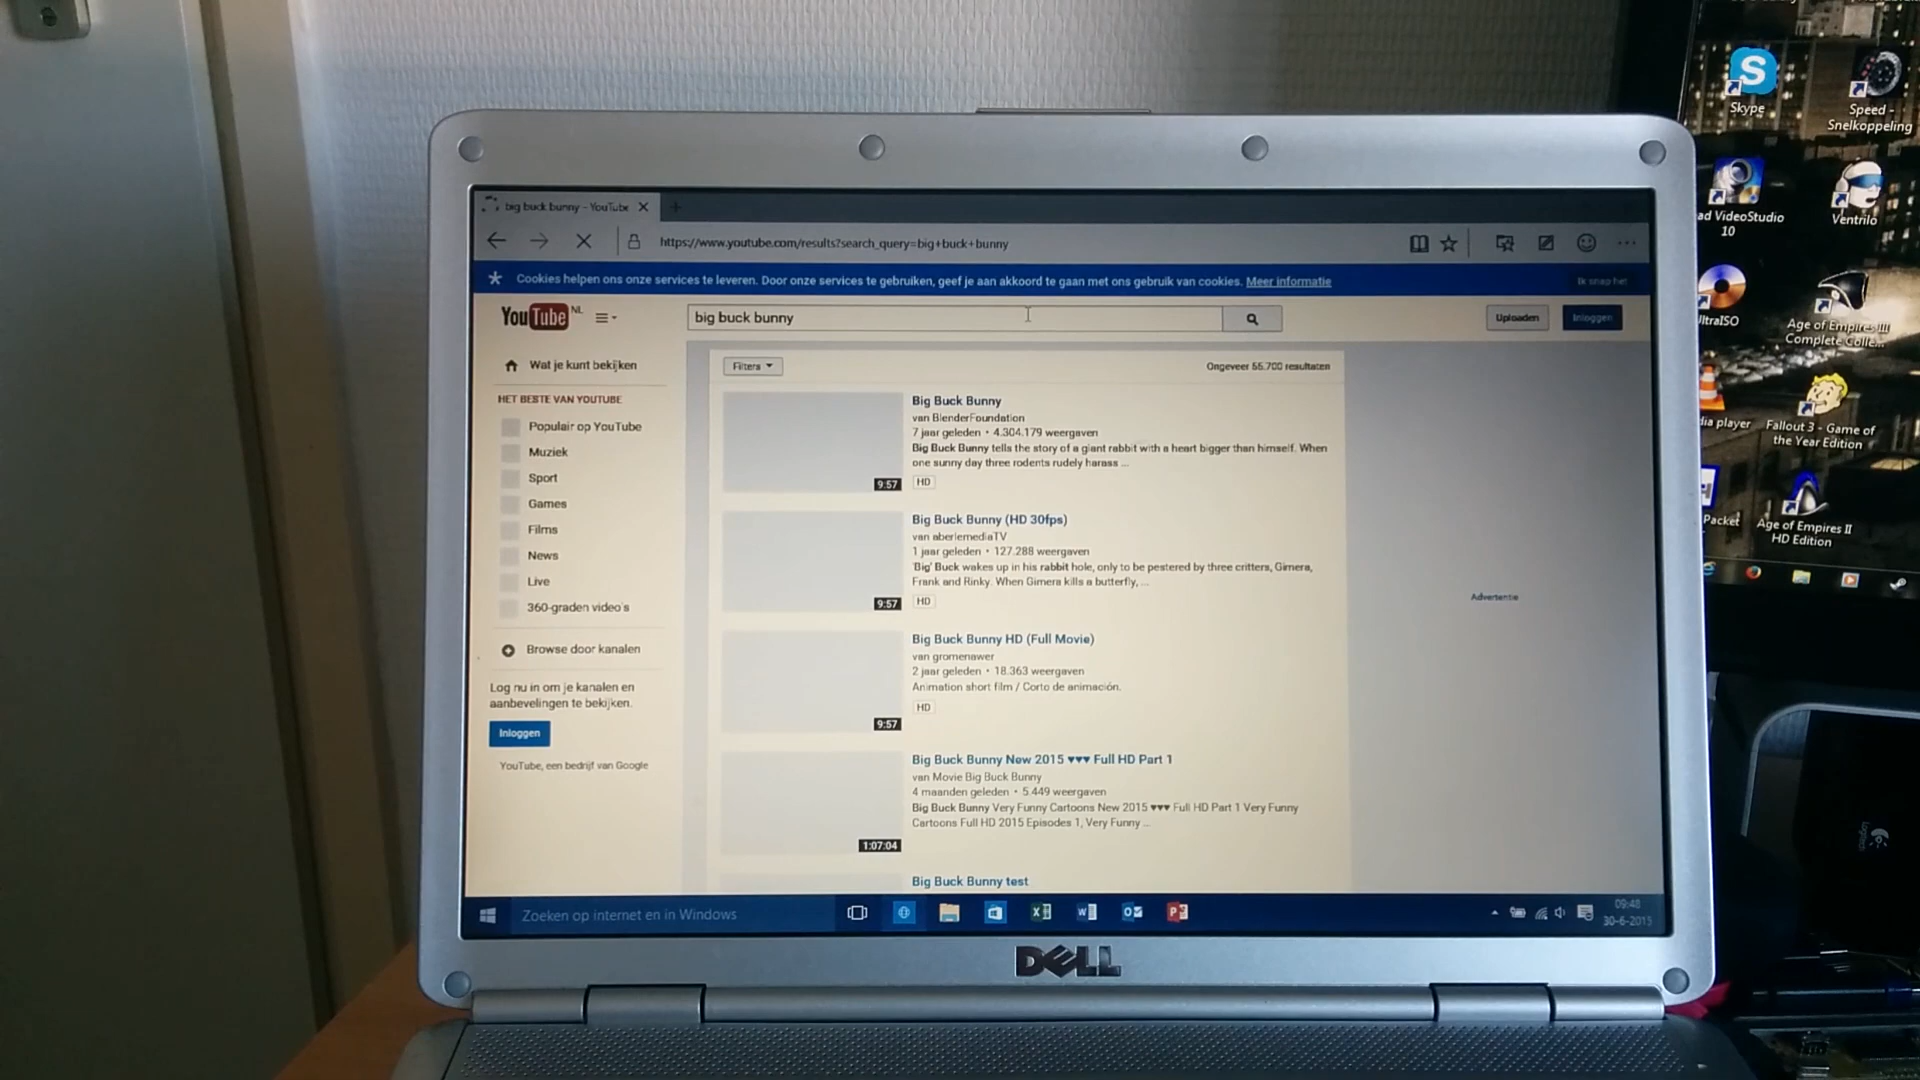 big buck bunny - YouTube
https://www.youtube.com/results?search_query=big+buck+bunny
Cookies helpen ons onze services te leveren. Door onze services te gebruiken, geef je aan akkoord te gaan met ons gebruik van cookies. Meer informatie
Ik snap het
YouTube NL
big buck bunny
Uploaden
Inloggen
Wat je kunt bekijken
HET BESTE VAN YOUTUBE
Populair op YouTube
Muziek
Sport
Games
Films
News
Live
360-graden video's
Browse door kanalen
Log nu in om je kanalen en
aanbevelingen te bekijken.
Inloggen
YouTube, een bedrijf van Google
Filters
Ongeveer 55.700 resultaten
Big Buck Bunny
van BlenderFoundation
7 jaar geleden • 4.304.179 weergaven
Big Buck Bunny tells the story of a giant rabbit with a heart bigger than himself. When
one sunny day three rodents rudely harass ...
9:57
HD
Big Buck Bunny (HD 30fps)
van aberlemediaTV
1 jaar geleden • 127.288 weergaven
'Big' Buck wakes up in his rabbit hole, only to be pestered by three critters, Gimera,
Frank and Rinky. When Gimera kills a butterfly, ...
9:57
HD
Big Buck Bunny HD (Full Movie)
van gromenawer
2 jaar geleden • 18.363 weergaven
Animation short film / Corto de animación.
9:57
HD
Big Buck Bunny New 2015 ♥♥♥ Full HD Part 1
van Movie Big Buck Bunny
4 maanden geleden • 5.449 weergaven
Big Buck Bunny Very Funny Cartoons New 2015 ♥♥♥ Full HD Part 1 Very Funny
Cartoons Full HD 2015 Episodes 1, Very Funny ...
1:07:04
Big Buck Bunny test
Advertentie
Zoeken op internet en in Windows
09:48
30-6-2015
DELL
Skype
Speed -
Snelkoppeling
ad VideoStudio
10
Ventrilo
ltraISO
Age of Empires III
Complete Colle...
dia player
Fallout 3 - Game of
the Year Edition
Packet
Age of Empires II
HD Edition
Logitech